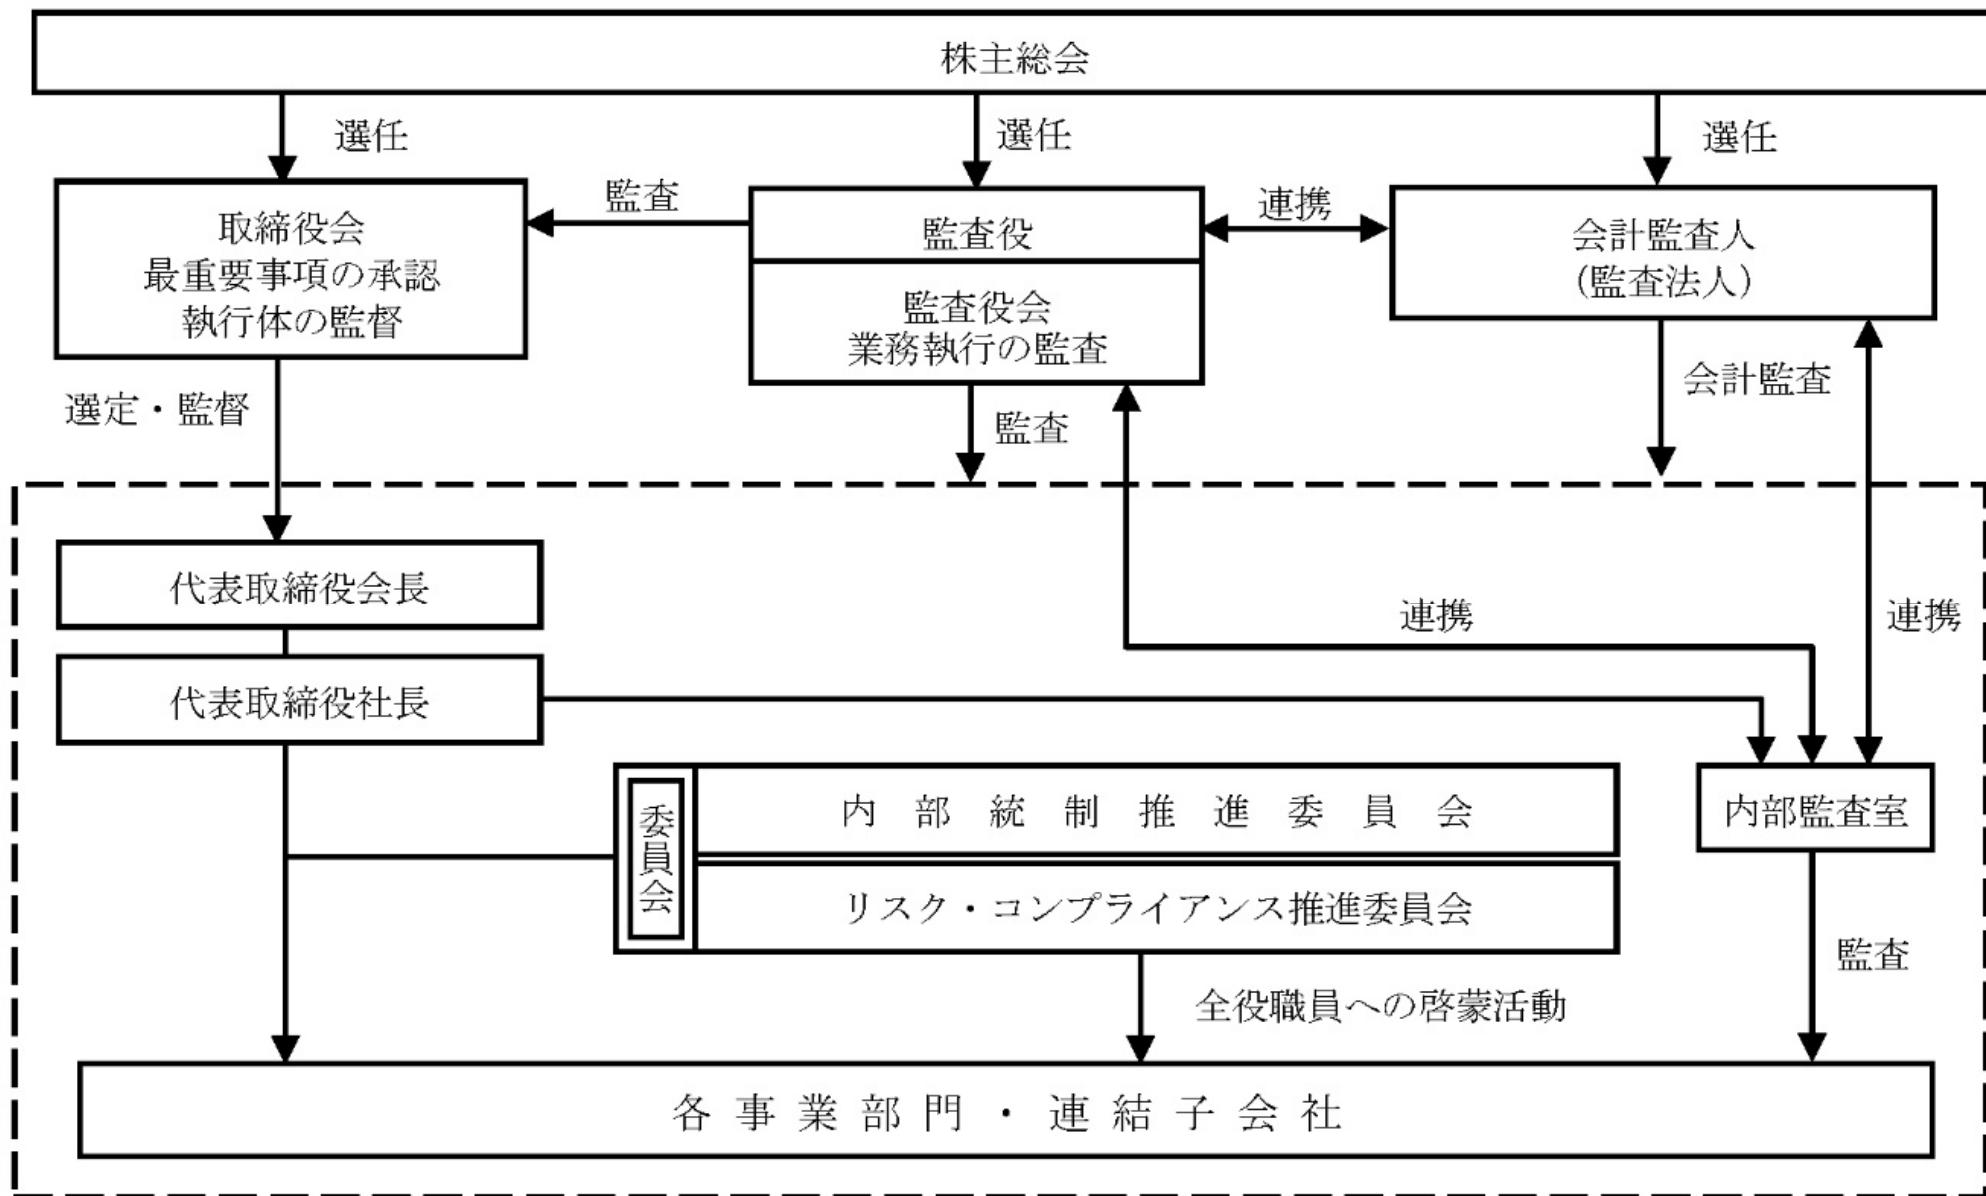 株主総会
選任
選任
選任
取締役会
最重要事項の承認
執行体の監督
監査
監査役
監査役会
業務執行の監査
連携
会計監査人
（監査法人）
選定・監督
監査
会計監査
代表取締役会長
代表取締役社長
連携
連携
委員会
内部統制推進委員会
リスク・コンプライアンス推進委員会
内部監査室
全役職員への啓蒙活動
監査
各事業部門・連結子会社